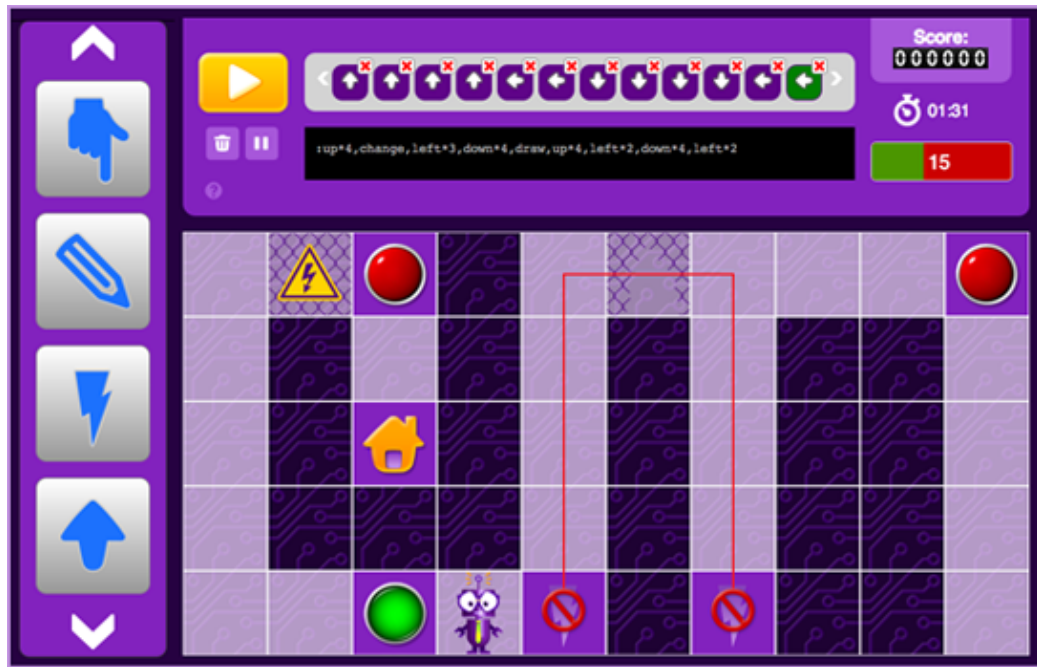 Score:
000000
01:31
:up*4,change,left*3,down*4,draw,up*4,left*2,down*4,left*2
15
?